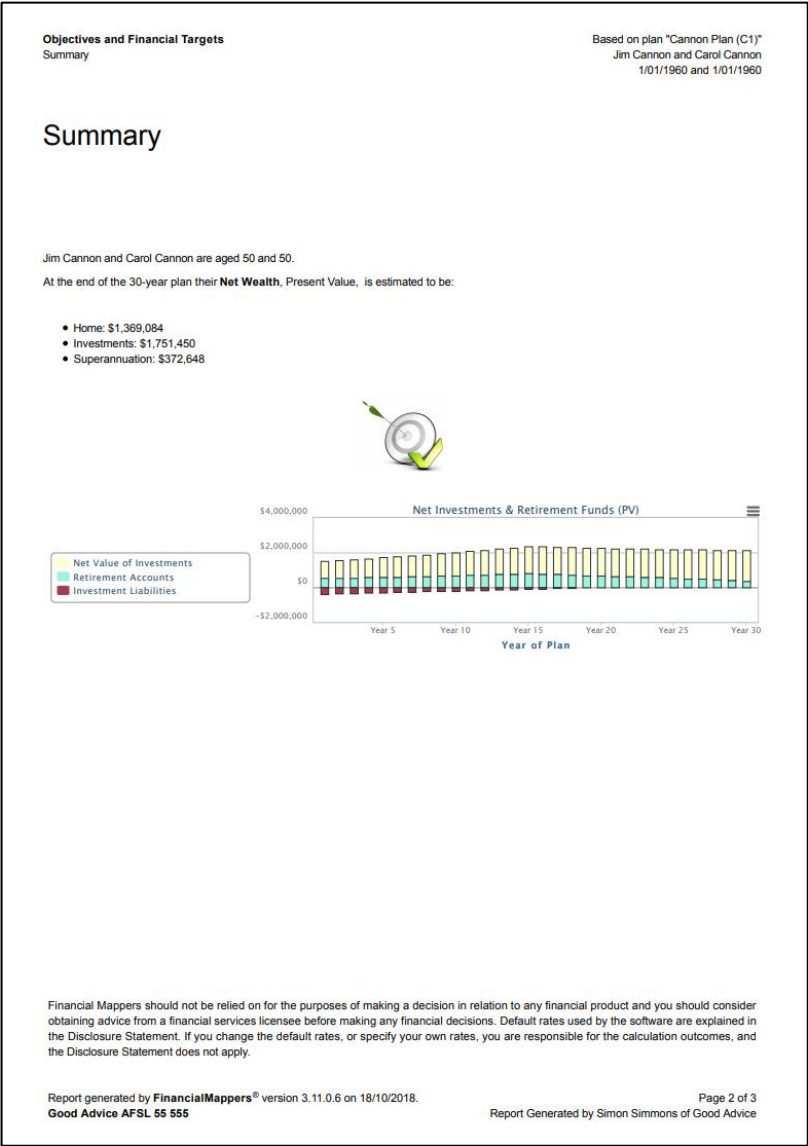 Objectives and Financial Targets
Summary
Based on plan "Cannon Plan (C1)"
Jim Cannon and Carol Cannon
1/01/1960 and 1/01/1960
Summary
Jim Cannon and Carol Cannon are aged 50 and 50.
At the end of the 30-year plan their Net Wealth, Present Value,  is estimated to be:
● Home: $1,369,084
● Investments: $1,751,450
● Superannuation: $372,648
Net Investments & Retirement Funds (PV)
$4,000,000
$2,000,000
$0
−$2,000,000
Net Value of Investments
Retirement Accounts
Investment Liabilities
Year 5 Year 10 Year 15 Year 20 Year 25 Year 30
Year of Plan
Financial Mappers should not be relied on for the purposes of making a decision in relation to any financial product and you should consider
obtaining advice from a financial services licensee before making any financial decisions. Default rates used by the software are explained in
the Disclosure Statement. If you change the default rates, or specify your own rates, you are responsible for the calculation outcomes, and
the Disclosure Statement does not apply.
Report generated by FinancialMappers® version 3.11.0.6 on 18/10/2018.
Good Advice AFSL 55 555
Page 2 of 3
Report Generated by Simon Simmons of Good Advice